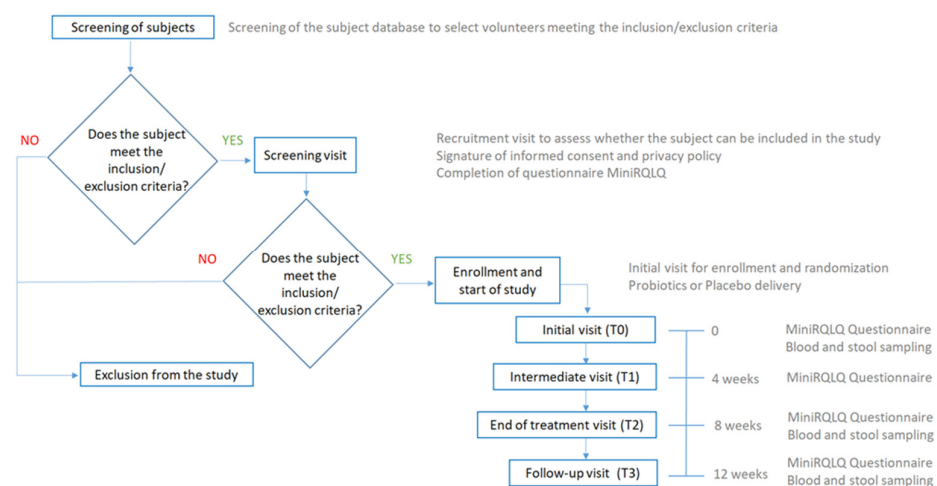 Screening of subjects
Screening of the subject database to select volunteers meeting the inclusion/exclusion criteria
NO
Does the subject
meet the
inclusion/
exclusion criteria?
YES
Screening visit
Recruitment visit to assess whether the subject can be included in the study
Signature of informed consent and privacy policy
Completion of questionnaire MiniRQLQ
NO
Does the subject
meet the
inclusion/
exclusion criteria?
YES
Enrollment and
start of study
Initial visit for enrollment and randomization
Probiotics or Placebo delivery
Initial visit (T0)
0
MiniRQLQ Questionnaire
Blood and stool sampling
Exclusion from the study
Intermediate visit (T1)
4 weeks
MiniRQLQ Questionnaire
End of treatment visit (T2)
8 weeks
MiniRQLQ Questionnaire
Blood and stool sampling
Follow-up visit (T3)
12 weeks
MiniRQLQ Questionnaire
Blood and stool sampling